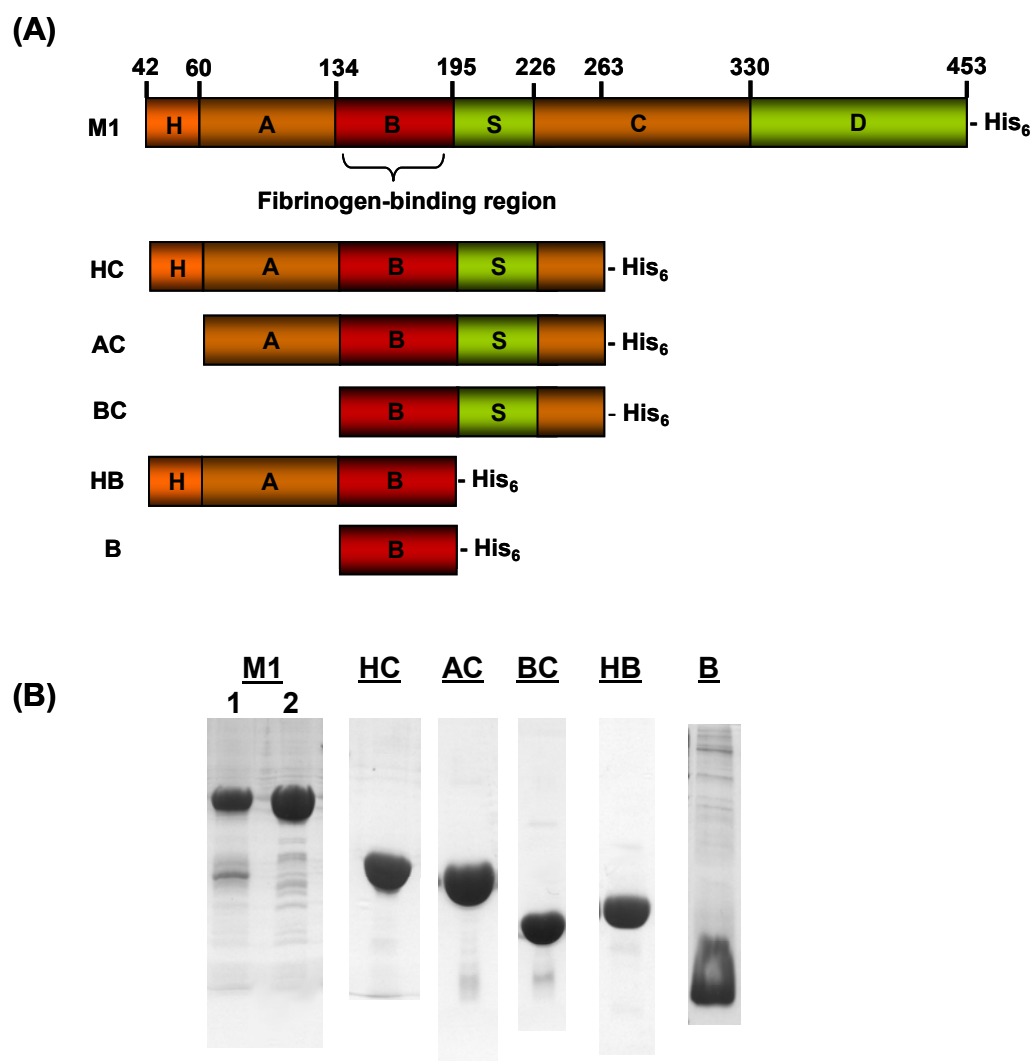 (A)
42 60 134 195 226 263 330 453
M1 H A B S C D - His6
Fibrinogen-binding region
HC H A B S - His6
AC A B S - His6
BC B S - His6
HB H A B - His6
B B - His6
(B)
M1 HC AC BC HB B
1 2